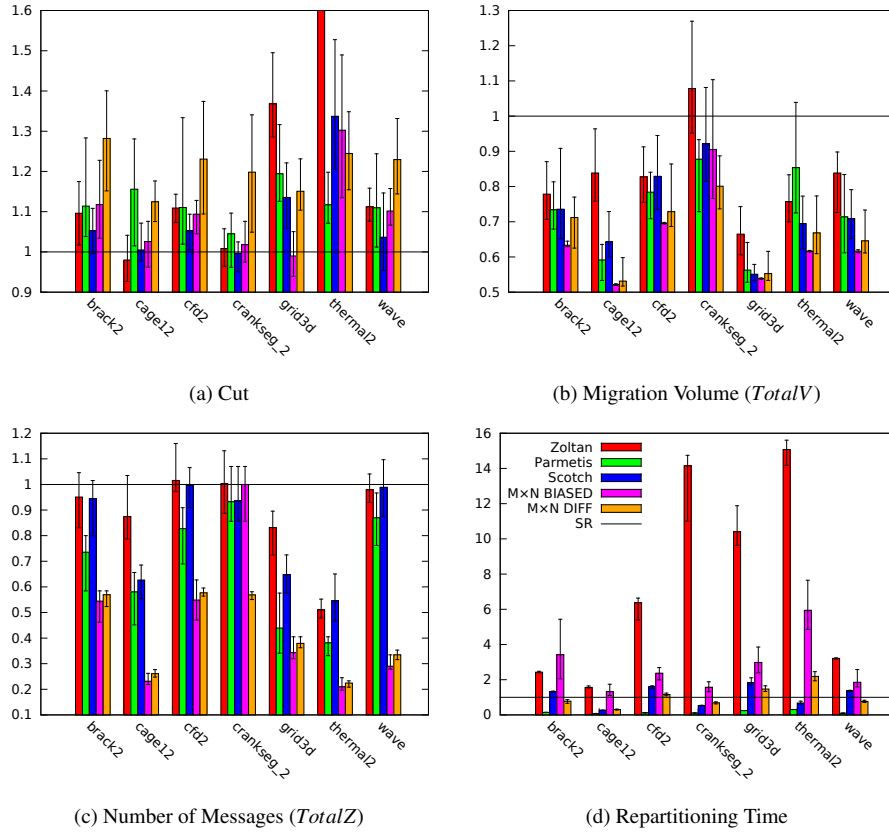 1.6
1.5
1.4
1.3
1.2
1.1
1
0.9
brack2
cage12
cfd2
crankseg_2
grid3d
thermal2
wave
(a) Cut
1.3
1.2
1.1
1
0.9
0.8
0.7
0.6
0.5
brack2
cage12
cfd2
crankseg_2
grid3d
thermal2
wave
(b) Migration Volume (TotalV)
1.2
1.1
1
0.9
0.8
0.7
0.6
0.5
0.4
0.3
0.2
0.1
brack2
cage12
cfd2
crankseg_2
grid3d
thermal2
wave
(c) Number of Messages (TotalZ)
16
14
12
10
8
6
4
2
0
Zoltan
Parmetis
Scotch
M×N BIASED
M×N DIFF
SR
brack2
cage12
cfd2
crankseg_2
grid3d
thermal2
wave
(d) Repartitioning Time